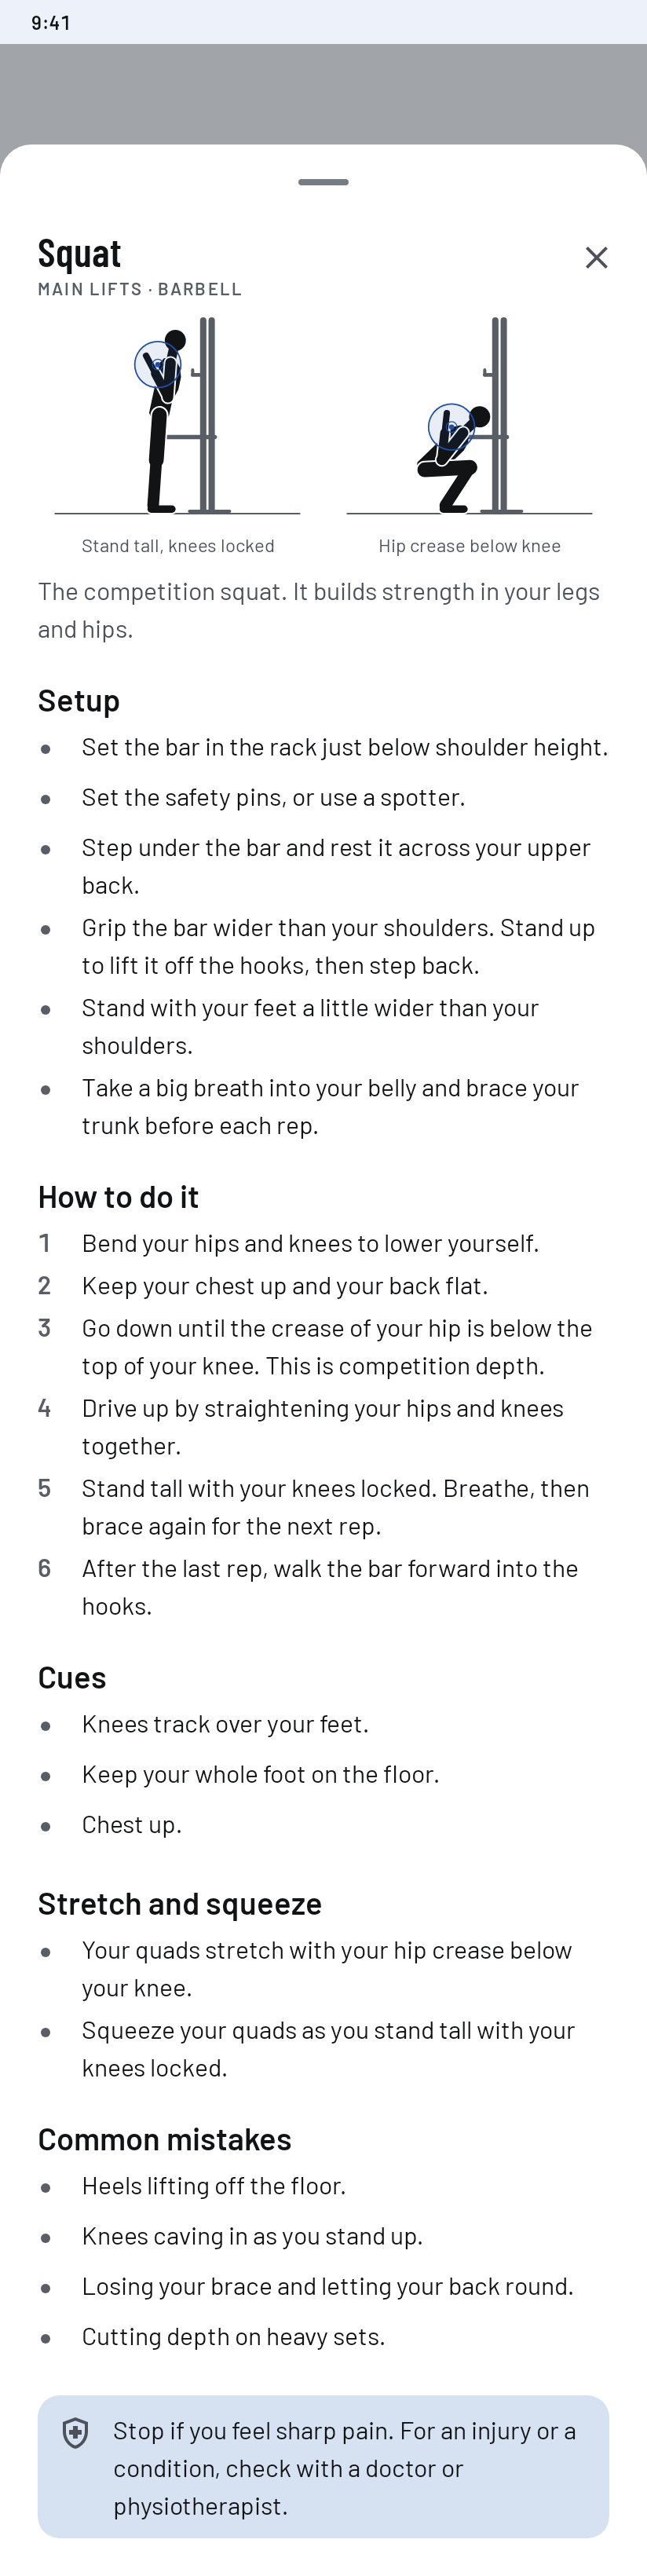 9:41
Squat
MAIN LIFTS · BARBELL
Stand tall, knees locked
Hip crease below knee
The competition squat. It builds strength in your legs
and hips.
Setup
• Set the bar in the rack just below shoulder height.
• Set the safety pins, or use a spotter.
• Step under the bar and rest it across your upper
back.
• Grip the bar wider than your shoulders. Stand up
to lift it off the hooks, then step back.
• Stand with your feet a little wider than your
shoulders.
• Take a big breath into your belly and brace your
trunk before each rep.
How to do it
1 Bend your hips and knees to lower yourself.
2 Keep your chest up and your back flat.
3 Go down until the crease of your hip is below the
top of your knee. This is competition depth.
4 Drive up by straightening your hips and knees
together.
5 Stand tall with your knees locked. Breathe, then
brace again for the next rep.
6 After the last rep, walk the bar forward into the
hooks.
Cues
• Knees track over your feet.
• Keep your whole foot on the floor.
• Chest up.
Stretch and squeeze
• Your quads stretch with your hip crease below
your knee.
• Squeeze your quads as you stand tall with your
knees locked.
Common mistakes
• Heels lifting off the floor.
• Knees caving in as you stand up.
• Losing your brace and letting your back round.
• Cutting depth on heavy sets.
Stop if you feel sharp pain. For an injury or a
condition, check with a doctor or
physiotherapist.